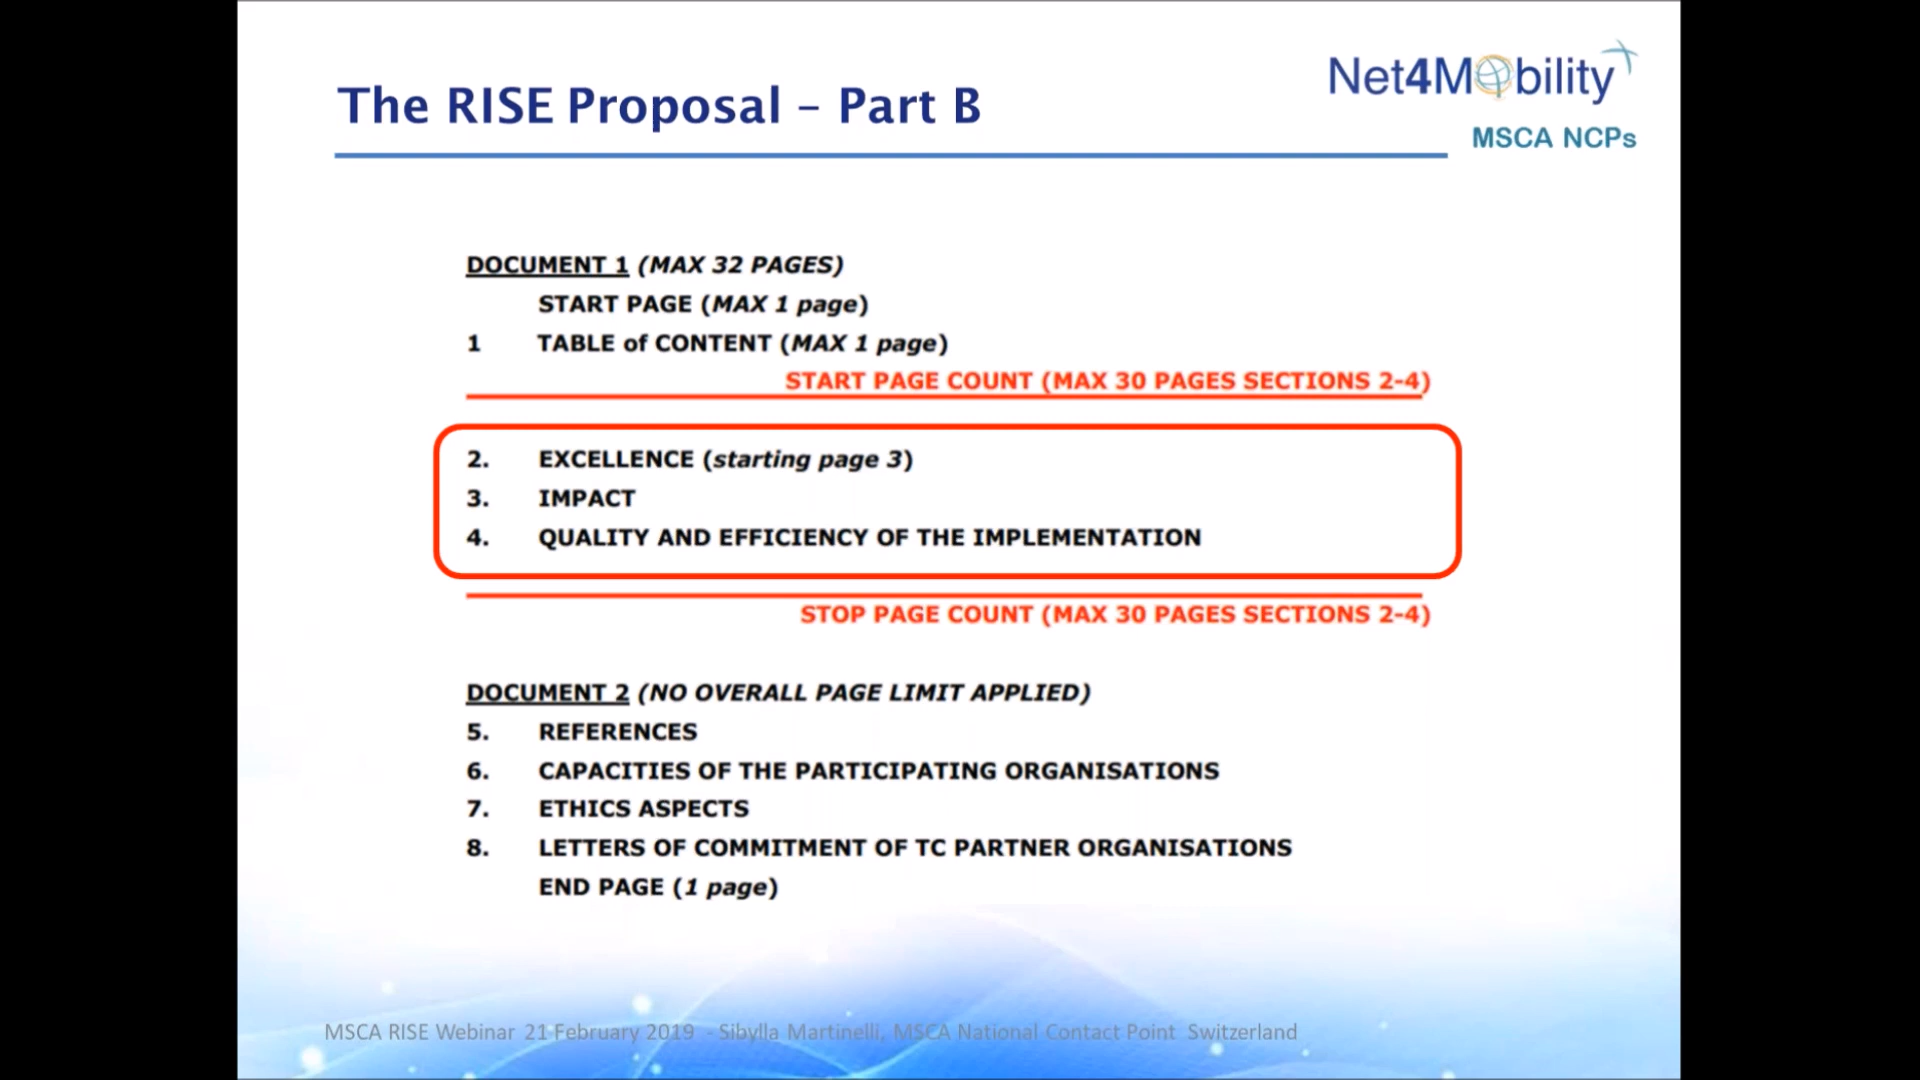 Net4Mobility
The RISE Proposal – Part B
MSCA NCPs
DOCUMENT 1 (MAX 32 PAGES)
START PAGE (MAX 1 page)
1 TABLE of CONTENT (MAX 1 page)
START PAGE COUNT (MAX 30 PAGES SECTIONS 2-4)
2. EXCELLENCE (starting page 3)
3. IMPACT
4. QUALITY AND EFFICIENCY OF THE IMPLEMENTATION
STOP PAGE COUNT (MAX 30 PAGES SECTIONS 2-4)
DOCUMENT 2 (NO OVERALL PAGE LIMIT APPLIED)
5. REFERENCES
6. CAPACITIES OF THE PARTICIPATING ORGANISATIONS
7. ETHICS ASPECTS
8. LETTERS OF COMMITMENT OF TC PARTNER ORGANISATIONS
END PAGE (1 page)
MSCA RISE Webinar 21 February 2019 - Sibylla Martinelli, MSCA National Contact Point Switzerland